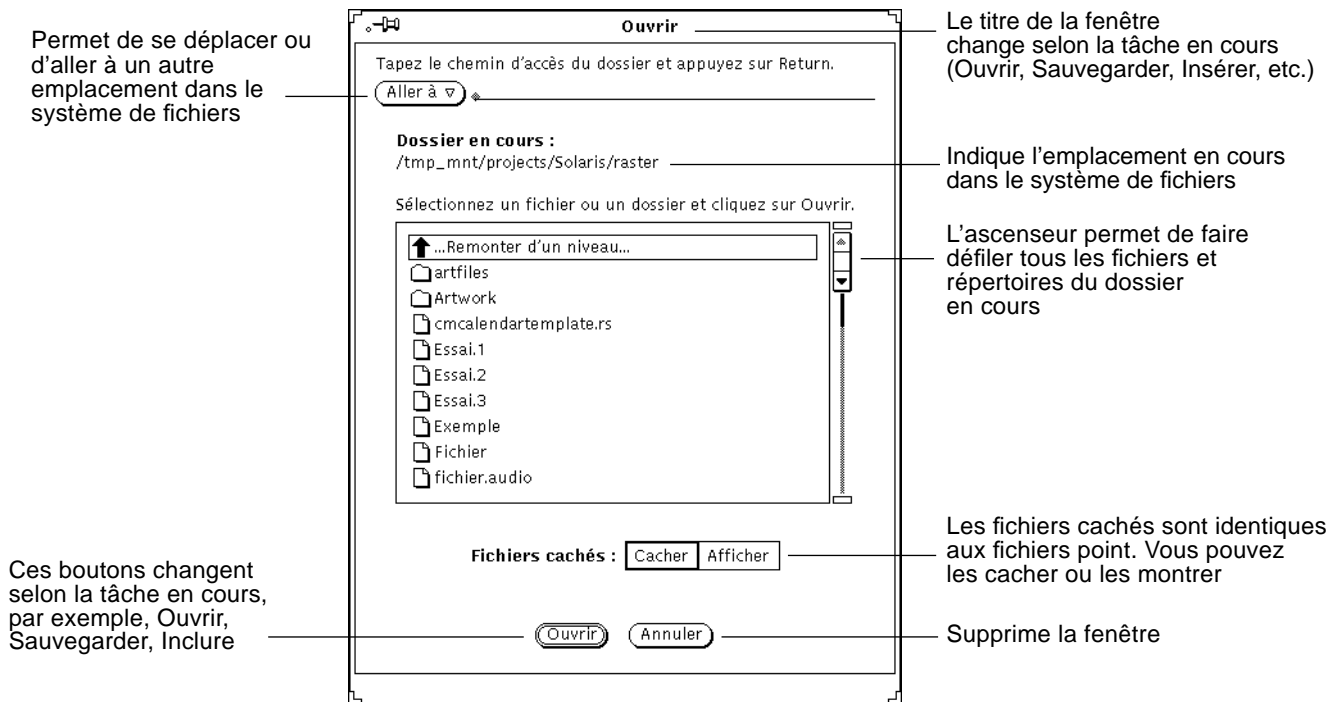 Permet de se déplacer ou
d'aller à un autre
emplacement dans le
système de fichiers
Ouvrir
Le titre de la fenêtre
change selon la tâche en cours
(Ouvrir, Sauvegarder, Insérer, etc.)
Tapez le chemin d'accès du dossier et appuyez sur Return.
Aller à
Dossier en cours :
/tmp_mnt/projects/Solaris/raster
Indique l'emplacement en cours
dans le système de fichiers
Sélectionnez un fichier ou un dossier et cliquez sur Ouvrir.
...Remonter d'un niveau...
artfiles
Artwork
cmcalendartemplate.rs
Essai.1
Essai.2
Essai.3
Exemple
Fichier
fichier.audio
L'ascenseur permet de faire
défiler tous les fichiers et
répertoires du dossier
en cours
Fichiers cachés : Cacher Afficher
Les fichiers cachés sont identiques
aux fichiers point. Vous pouvez
les cacher ou les montrer
Ces boutons changent
selon la tâche en cours,
par exemple, Ouvrir,
Sauvegarder, Inclure
Ouvrir Annuler
Supprime la fenêtre